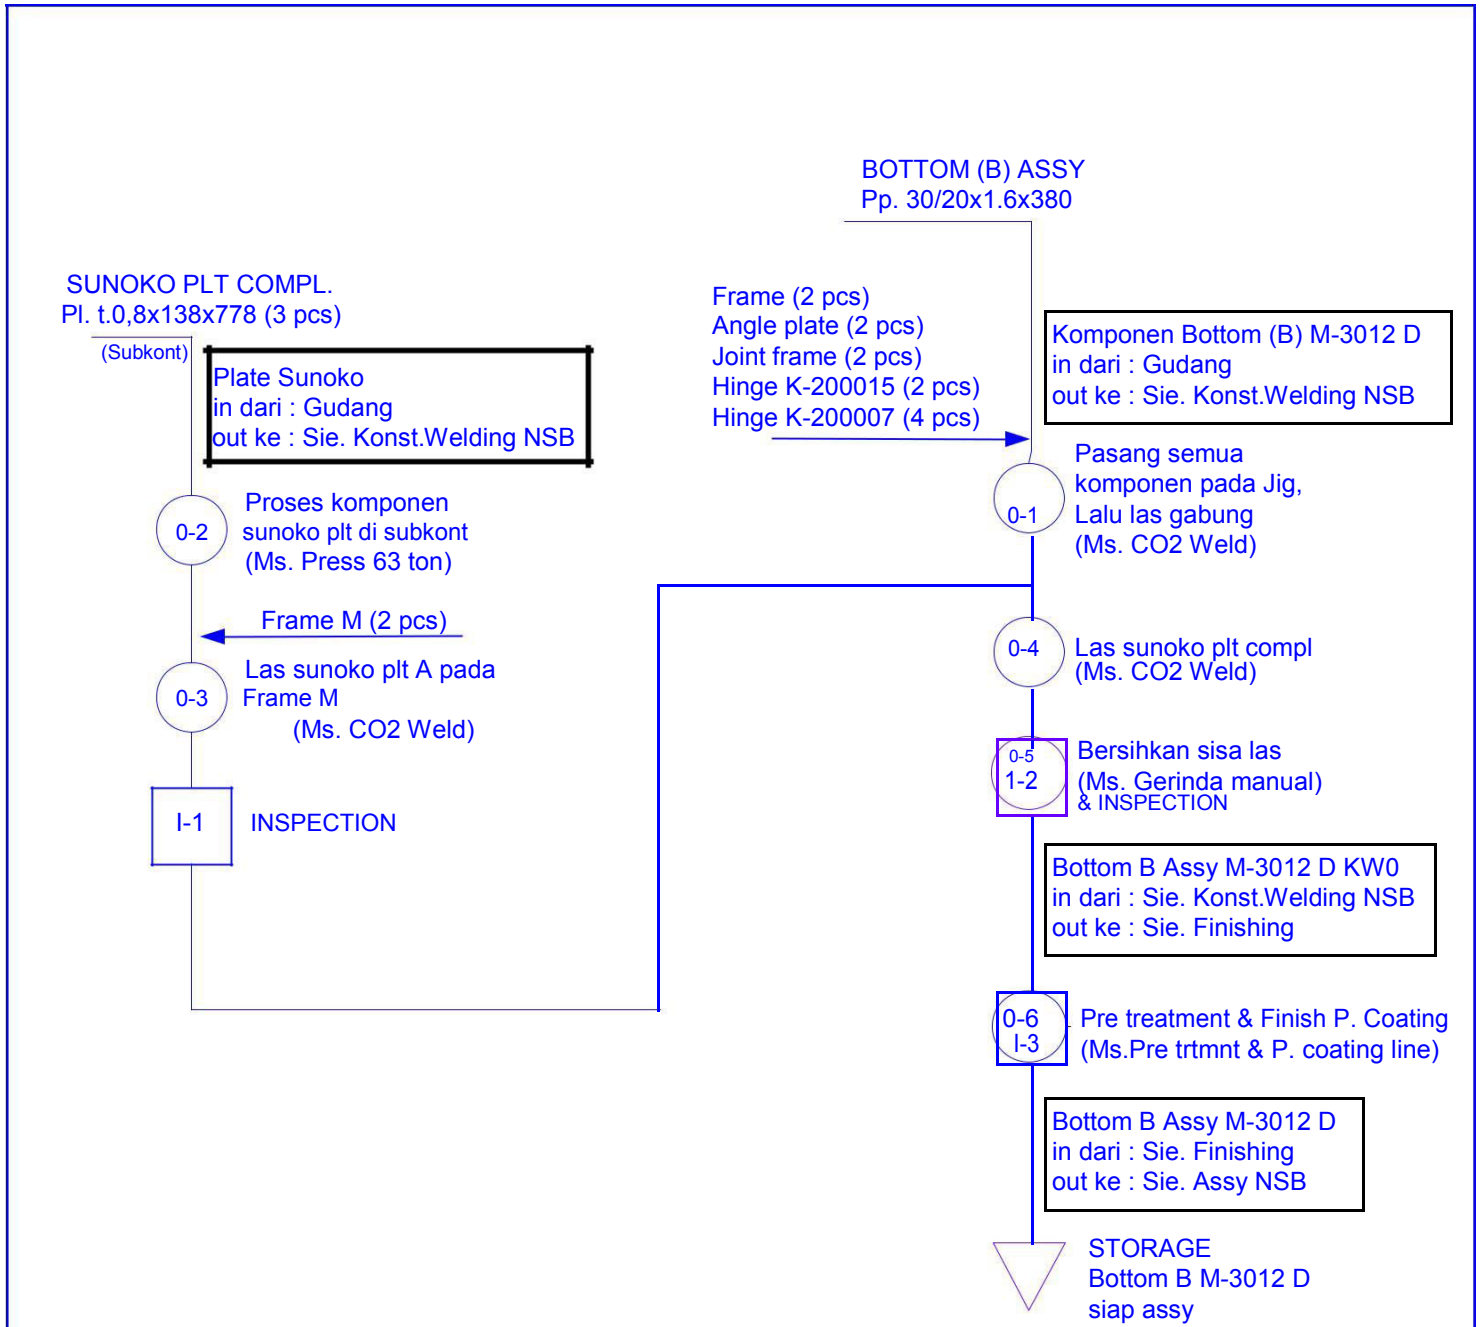 SUNOKO PLT COMPL.
Pl. t.0,8x138x778 (3 pcs)
(Subkont)
Plate Sunoko
in dari : Gudang
out ke : Sie. Konst.Welding NSB
0-2
Proses komponen
sunoko plt di subkont
(Ms. Press 63 ton)
Frame M (2 pcs)
0-3
Las sunoko plt A pada
Frame M
(Ms. CO2 Weld)
I-1
INSPECTION
BOTTOM (B) ASSY
Pp. 30/20x1.6x380
Frame (2 pcs)
Angle plate (2 pcs)
Joint frame (2 pcs)
Hinge K-200015 (2 pcs)
Hinge K-200007 (4 pcs)
Komponen Bottom (B) M-3012 D
in dari : Gudang
out ke : Sie. Konst.Welding NSB
0-1
Pasang semua
komponen pada Jig,
Lalu las gabung
(Ms. CO2 Weld)
0-4
Las sunoko plt compl
(Ms. CO2 Weld)
0-5
1-2
Bersihkan sisa las
(Ms. Gerinda manual)
& INSPECTION
Bottom B Assy M-3012 D KW0
in dari : Sie. Konst.Welding NSB
out ke : Sie. Finishing
0-6
I-3
Pre treatment & Finish P. Coating
(Ms.Pre trtmnt & P. coating line)
Bottom B Assy M-3012 D
in dari : Sie. Finishing
out ke : Sie. Assy NSB
STORAGE
Bottom B M-3012 D
siap assy